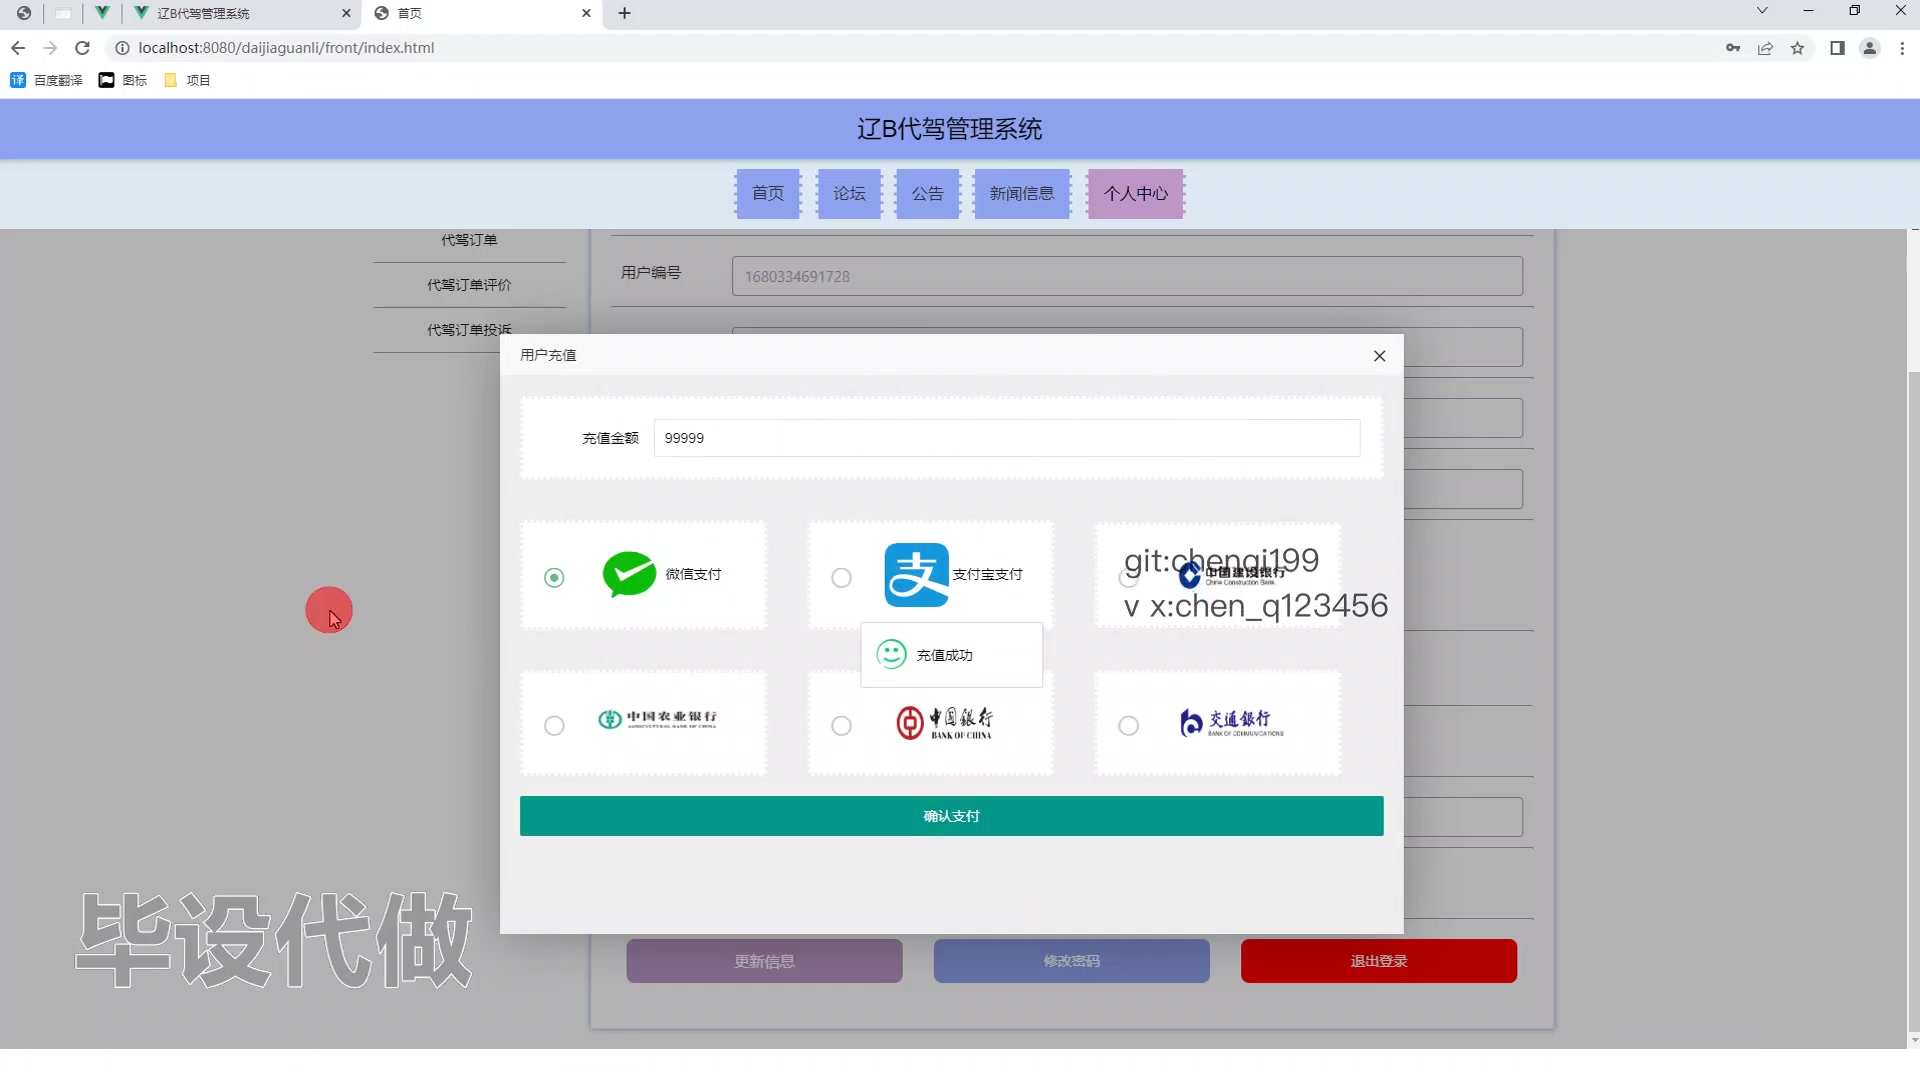 辽B代驾管理系统
首页
localhost:8080/daijiaguanli/front/index.html
百度翻译
图标
项目
辽B代驾管理系统
首页
论坛
公告
新闻信息
个人中心
代驾订单
代驾订单评价
代驾订单投诉
用户编号
1680334691728
用户充值
充值金额
99999
微信支付
支付宝支付
中国建设银行
China Construction Bank
git:chenqi199
v x:chen_q123456
充值成功
中国农业银行
AGRICULTURAL BANK OF CHINA
中国银行
BANK OF CHINA
交通银行
BANK OF COMMUNICATIONS
确认支付
更新信息
修改密码
退出登录
毕设代做